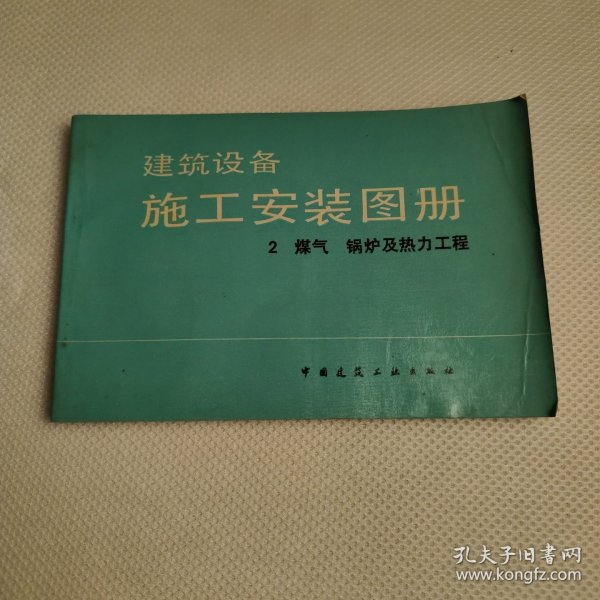 建筑设备
施工安装图册
2 煤气 锅炉及热力工程
中国建筑工业出版社
孔夫子旧书网
www.kongfz.com